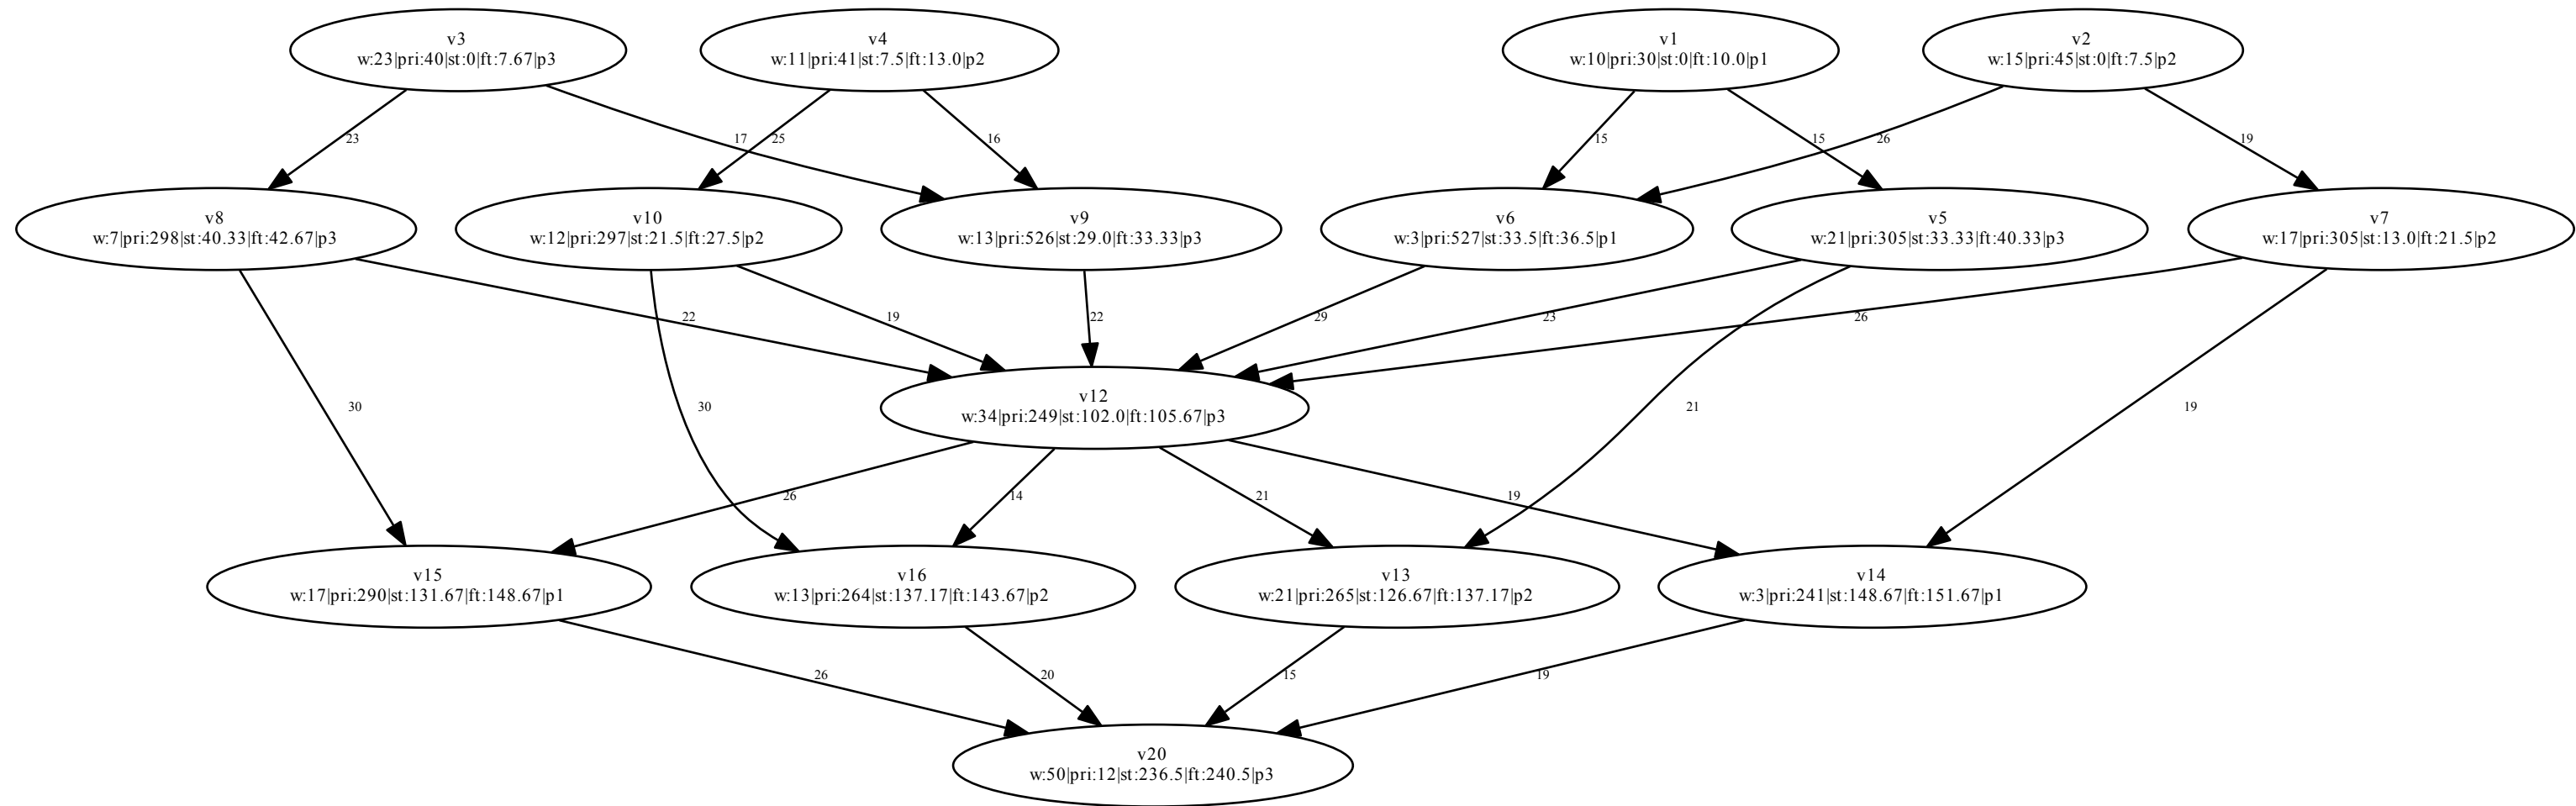 v3
w:23|pri:40|st:0|ft:7.67|p3
v4
w:11|pri:41|st:7.5|ft:13.0|p2
v1
w:10|pri:30|st:0|ft:10.0|p1
v2
w:15|pri:45|st:0|ft:7.5|p2
23
17
25
16
15
15
26
19
v8
w:7|pri:298|st:40.33|ft:42.67|p3
v10
w:12|pri:297|st:21.5|ft:27.5|p2
v9
w:13|pri:526|st:29.0|ft:33.33|p3
v6
w:3|pri:527|st:33.5|ft:36.5|p1
v5
w:21|pri:305|st:33.33|ft:40.33|p3
v7
w:17|pri:305|st:13.0|ft:21.5|p2
22
19
22
29
23
26
v12
w:34|pri:249|st:102.0|ft:105.67|p3
30
30
21
19
26
14
21
19
v15
w:17|pri:290|st:131.67|ft:148.67|p1
v16
w:13|pri:264|st:137.17|ft:143.67|p2
v13
w:21|pri:265|st:126.67|ft:137.17|p2
v14
w:3|pri:241|st:148.67|ft:151.67|p1
26
20
15
19
v20
w:50|pri:12|st:236.5|ft:240.5|p3